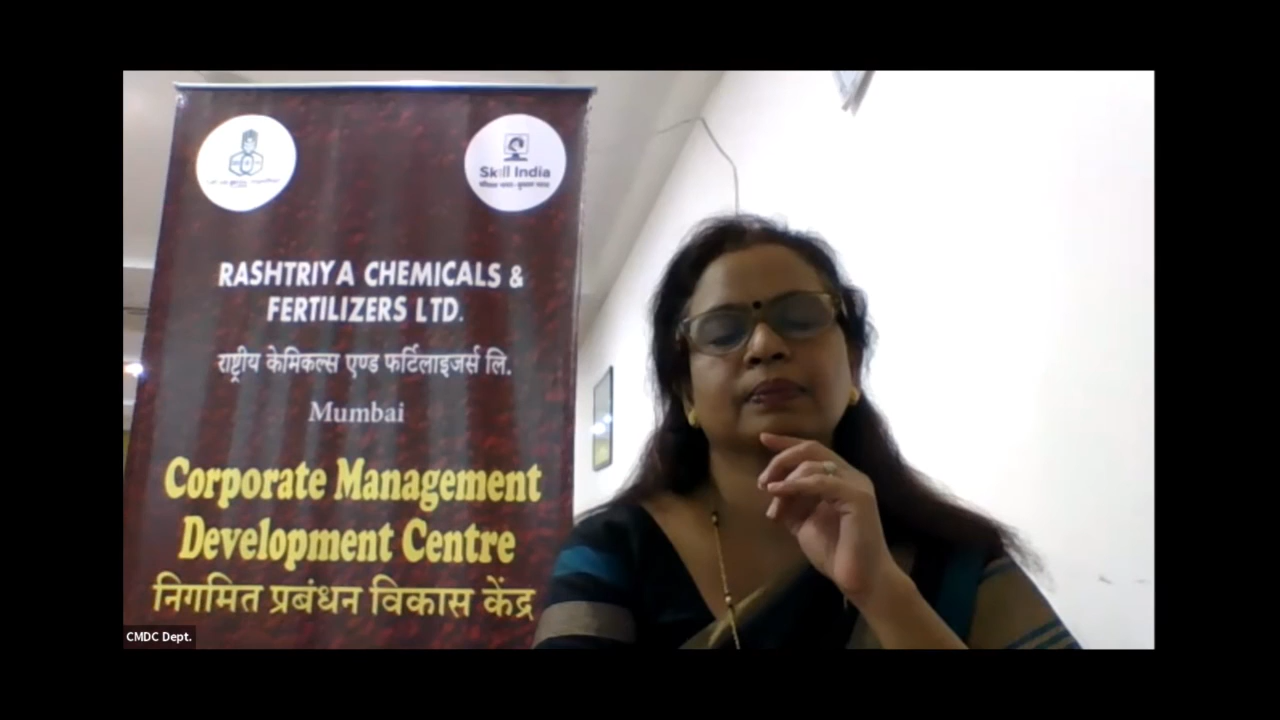 Skill India
RASHTRIYA CHEMICALS &
FERTILIZERS LTD.
राष्ट्रीय केमिकल्स एण्ड फर्टिलाइजर्स लि.
Mumbai
Corporate Management
Development Centre
निगमित प्रबंधन विकास केंद्र
CMDC Dept.